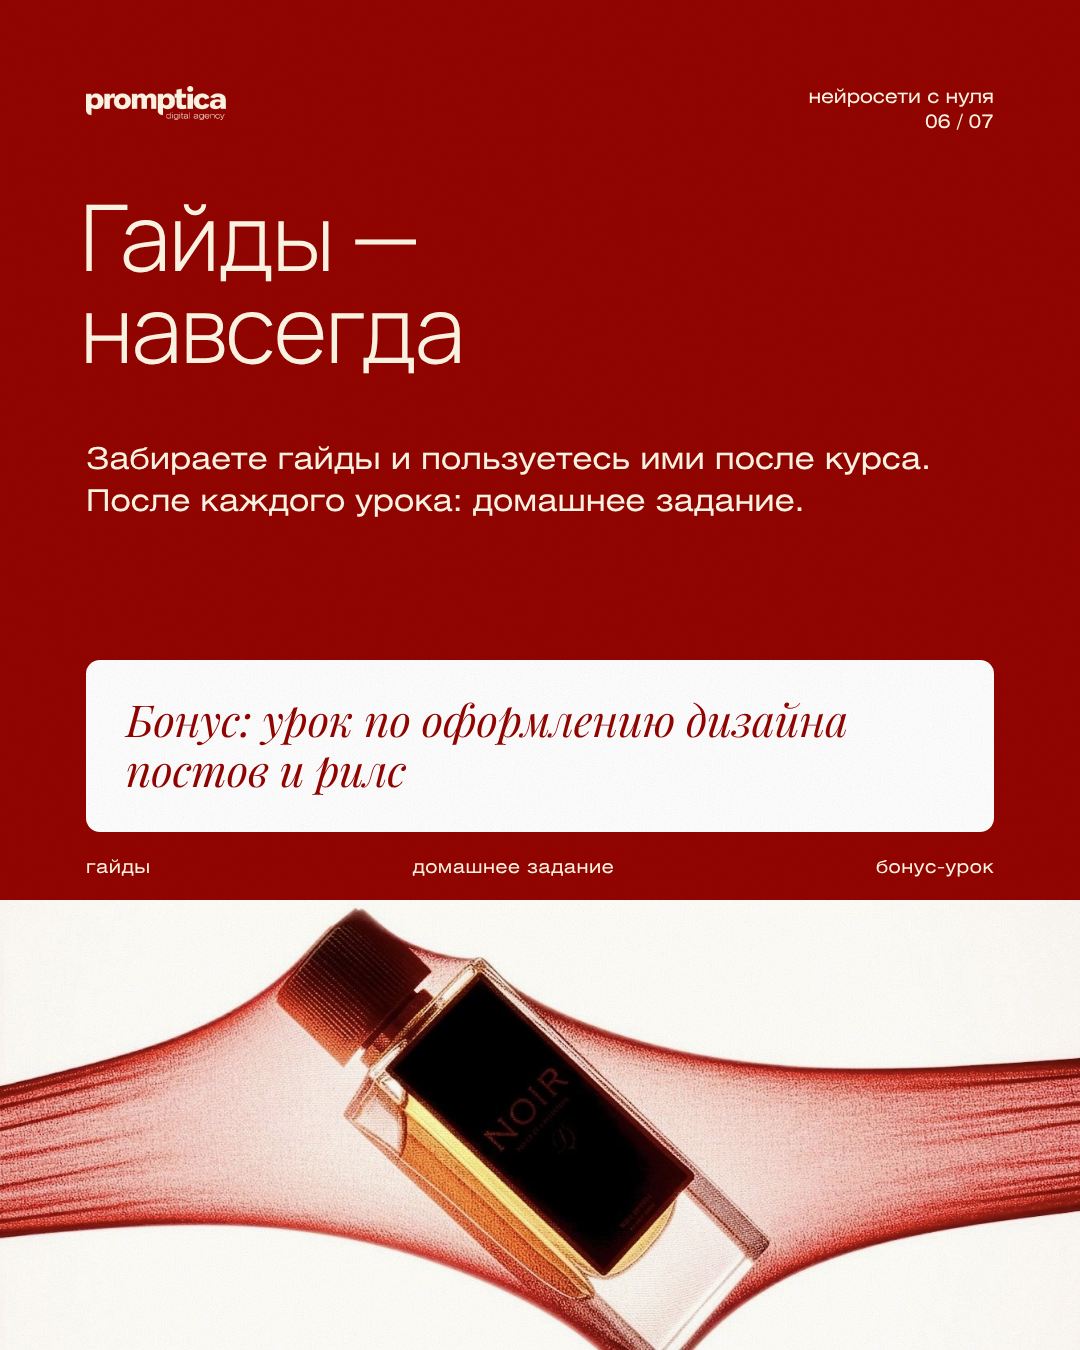 promptica
digital agency
нейросети с нуля
06 / 07
Гайды —
навсегда
Забираете гайды и пользуетесь ими после курса.
После каждого урока: домашнее задание.
Бонус: урок по оформлению дизайна
постов и рилс
гайды
домашнее задание
бонус-урок
NOIR